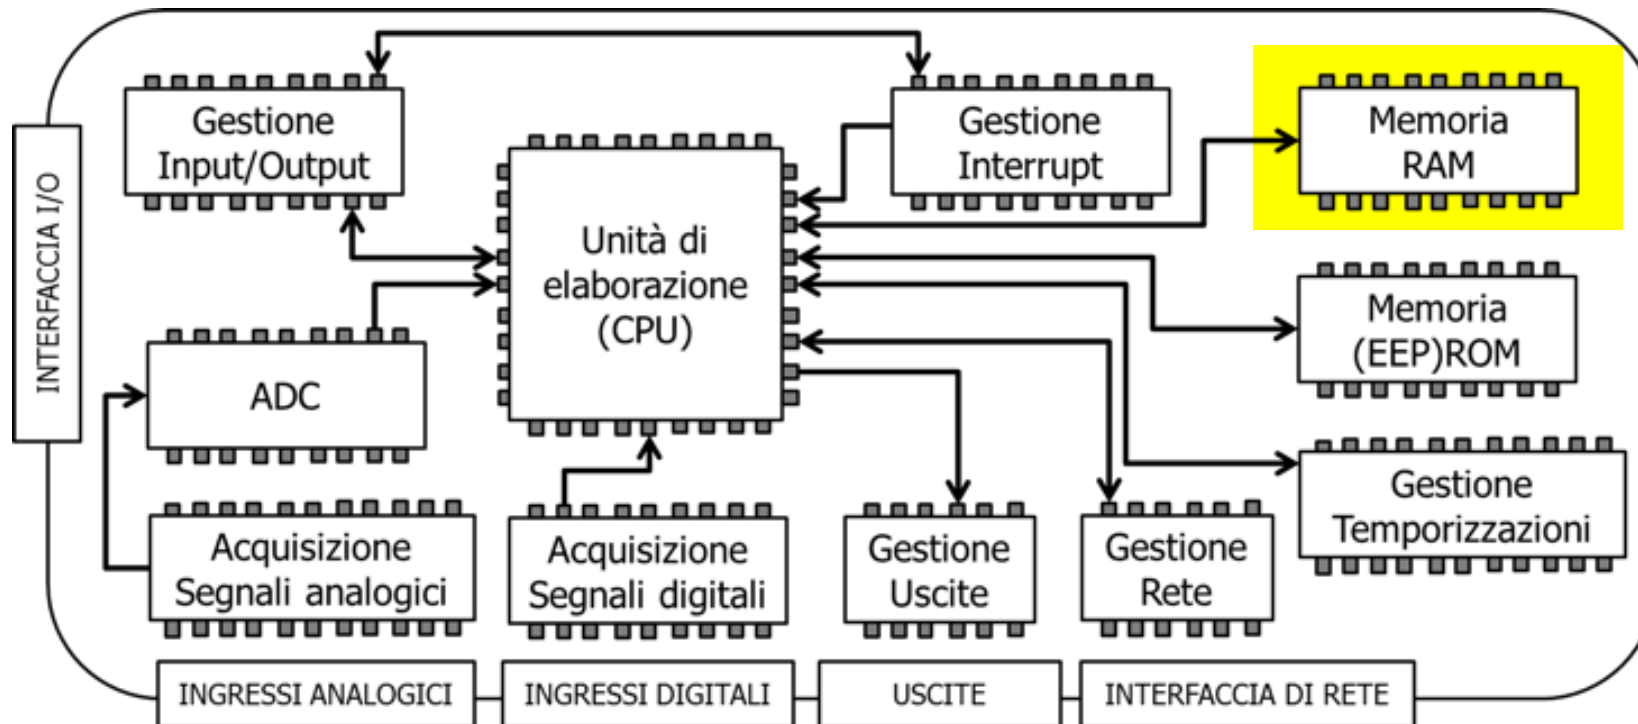 Gestione
Input/Output
Gestione
Interrupt
Memoria
RAM
INTERFACCIA I/O
Unità di
elaborazione
(CPU)
Memoria
(EEP)ROM
ADC
Gestione
Temporizzazioni
Acquisizione
Segnali analogici
Acquisizione
Segnali digitali
Gestione
Uscite
Gestione
Rete
INGRESSI ANALOGICI
INGRESSI DIGITALI
USCITE
INTERFACCIA DI RETE